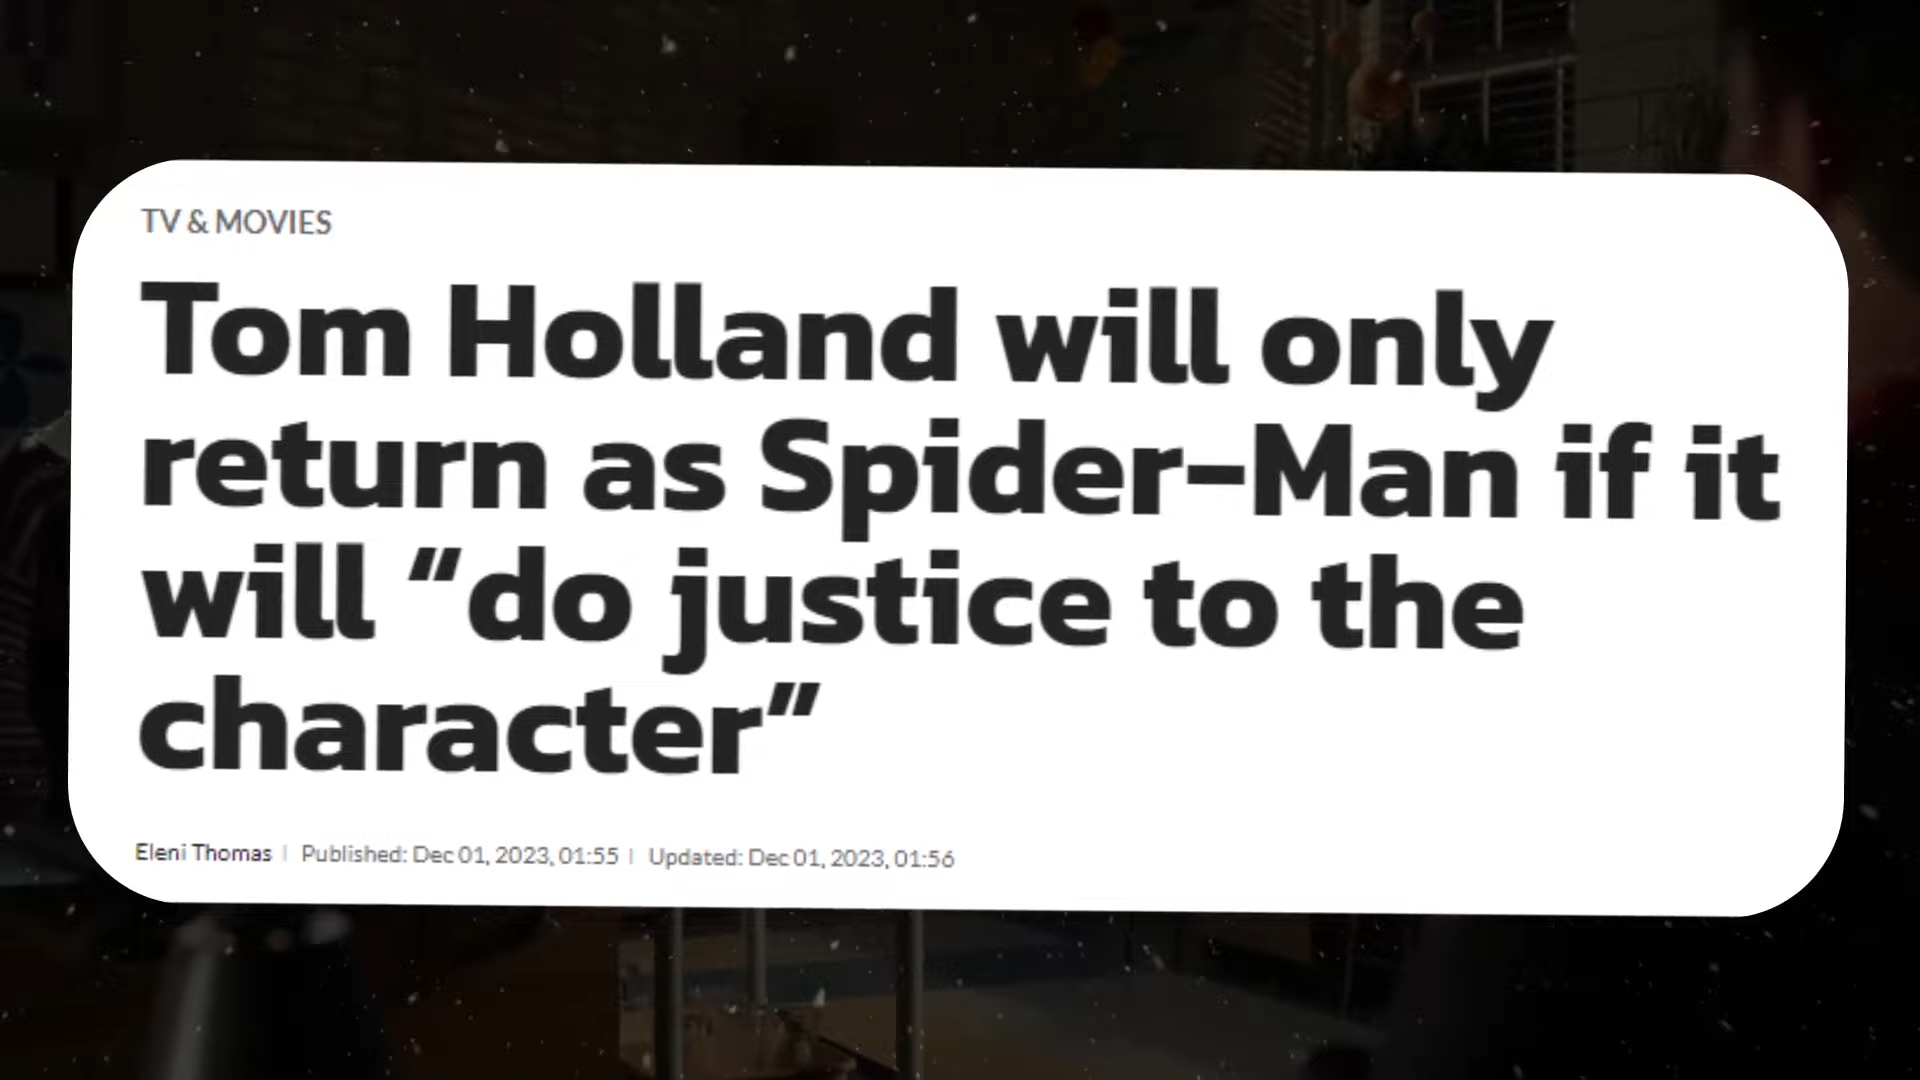 TV & MOVIES
Tom Holland will only
return as Spider-Man if it
will “do justice to the
character”
Eleni Thomas | Published: Dec 01, 2023, 01:55 | Updated: Dec 01, 2023, 01:56